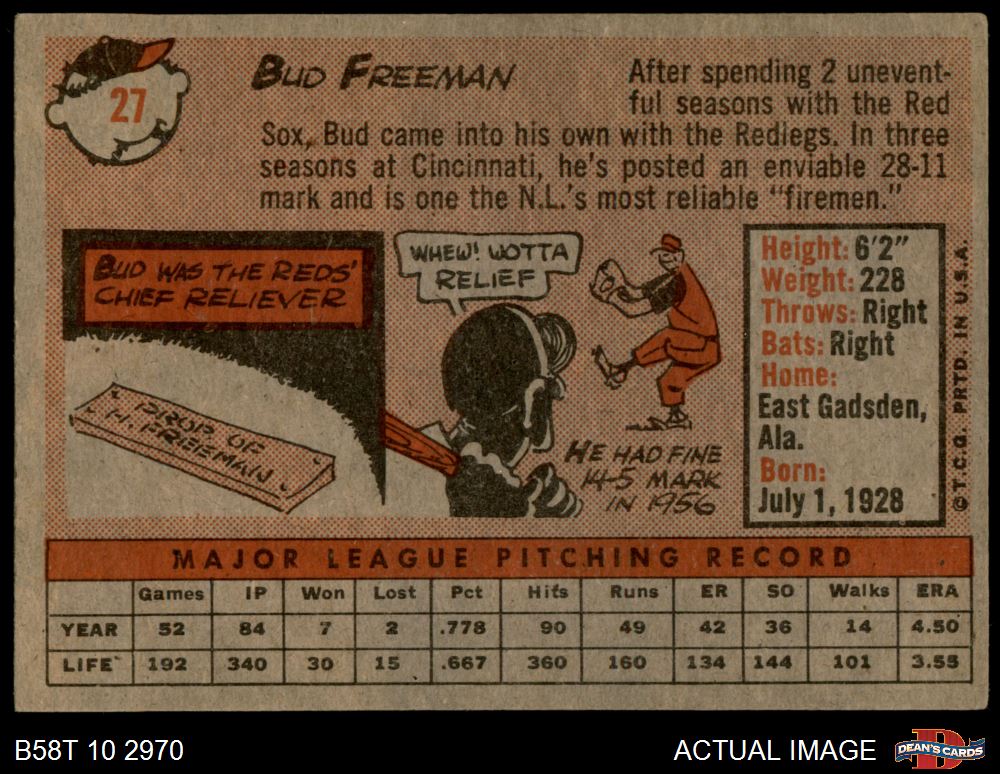 27
BUD FREEMAN
After spending 2 unevent-
ful seasons with the Red
Sox, Bud came into his own with the Redlegs. In three
seasons at Cincinnati, he's posted an enviable 28-11
mark and is one the N.L.'s most reliable "firemen."
BUD WAS THE REDS'
CHIEF RELIEVER
PROP. OF
H. FREEMAN
WHEW! WOTTA
RELIEF
HE HAD FINE
14-5 MARK
IN 1956
Height: 6'2"
Weight: 228
Throws: Right
Bats: Right
Home:
East Gadsden,
Ala.
Born:
July 1, 1928
© T.C.G. PRTD. IN U.S.A.
MAJOR LEAGUE PITCHING RECORD
Games IP Won Lost Pct Hits Runs ER SO Walks ERA
YEAR 52 84 7 2 .778 90 49 42 36 14 4.50
LIFE 192 340 30 15 .667 360 160 134 144 101 3.55
B58T 10 2970
ACTUAL IMAGE
D
DEAN'S CARDS